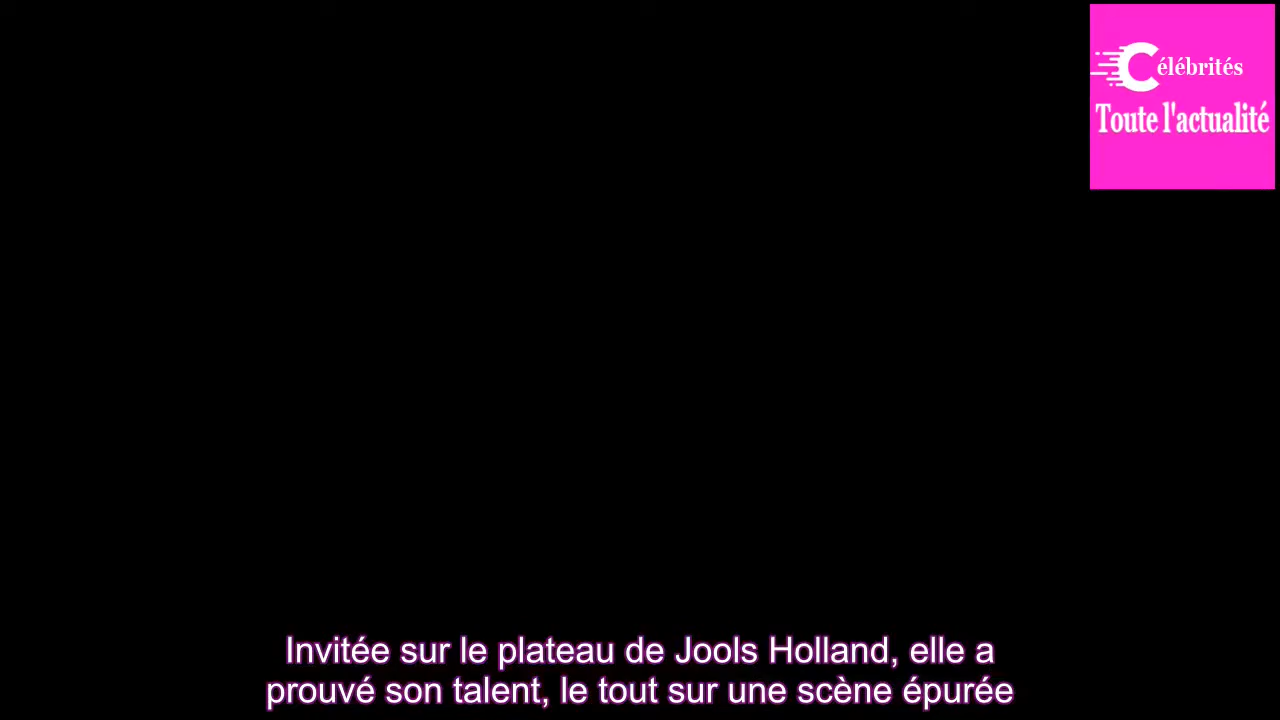 Célébrités
Toute l'actualité
Invitée sur le plateau de Jools Holland, elle a
prouvé son talent, le tout sur une scène épurée